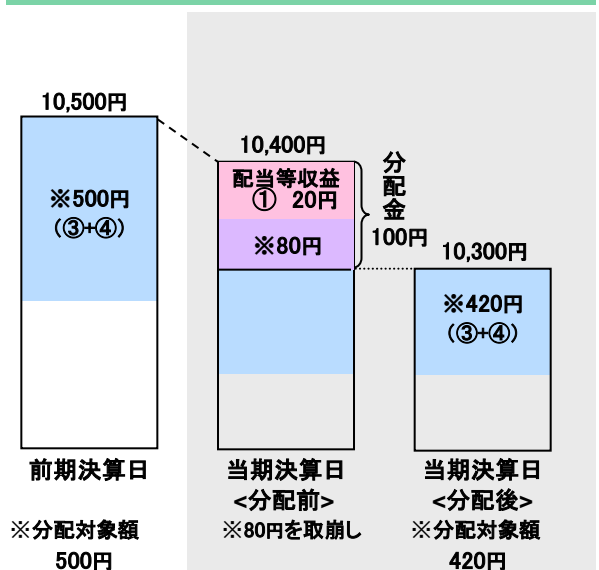 10,500円
※500円
(③+④)
前期決算日
※分配対象額
500円
10,400円
配当等収益
① 20円
※80円
分配金
100円
当期決算日
<分配前>
※80円を取崩し
10,300円
※420円
(③+④)
当期決算日
<分配後>
※分配対象額
420円